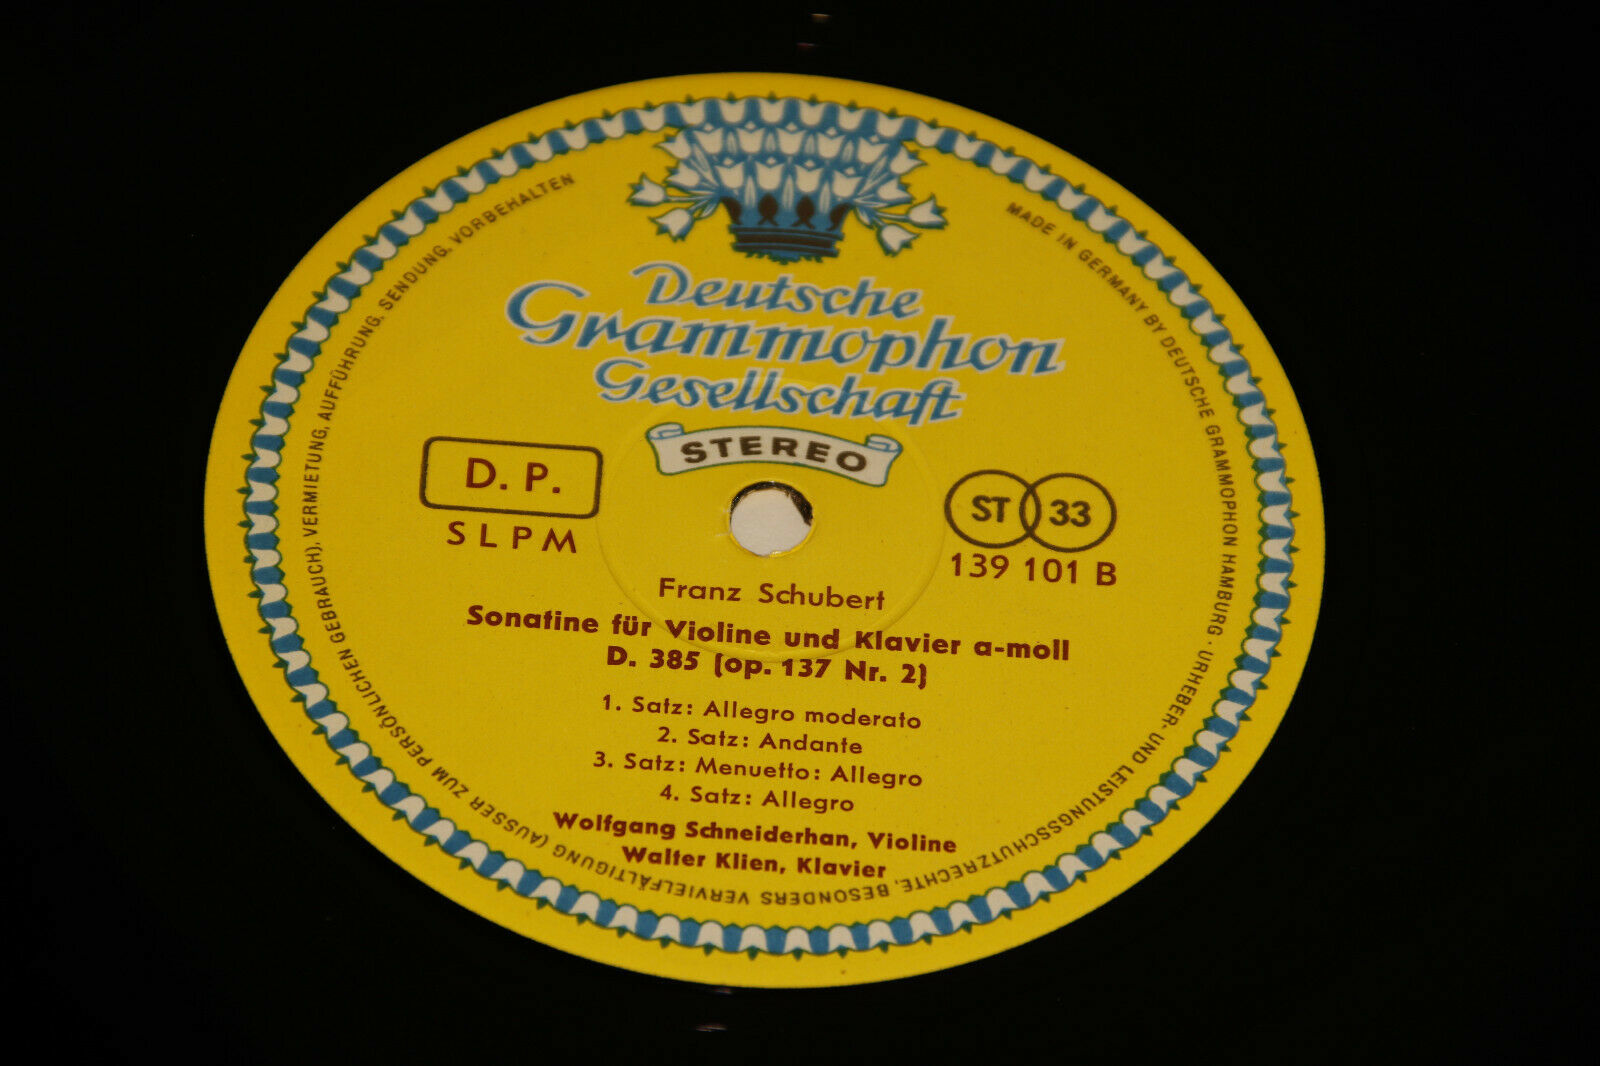 Deutsche
Grammophon
Gesellschaft
STEREO
D. P.
SLPM
ST 33
139 101 B
Franz Schubert
Sonatine für Violine und Klavier a-moll
D. 385 (op. 137 Nr. 2)
1. Satz: Allegro moderato
2. Satz: Andante
3. Satz: Menuetto: Allegro
4. Satz: Allegro
Wolfgang Schneiderhan, Violine
Walter Klien, Klavier
MADE IN GERMANY BY DEUTSCHE GRAMMOPHON HAMBURG · URHEBER- UND LEISTUNGSSCHUTZRECHTE, BESONDERS VERVIELFÄLTIGUNG (AUSSER ZUM PERSÖNLICHEN GEBRAUCH), VERMIETUNG, AUFFÜHRUNG, SENDUNG, VORBEHALTEN